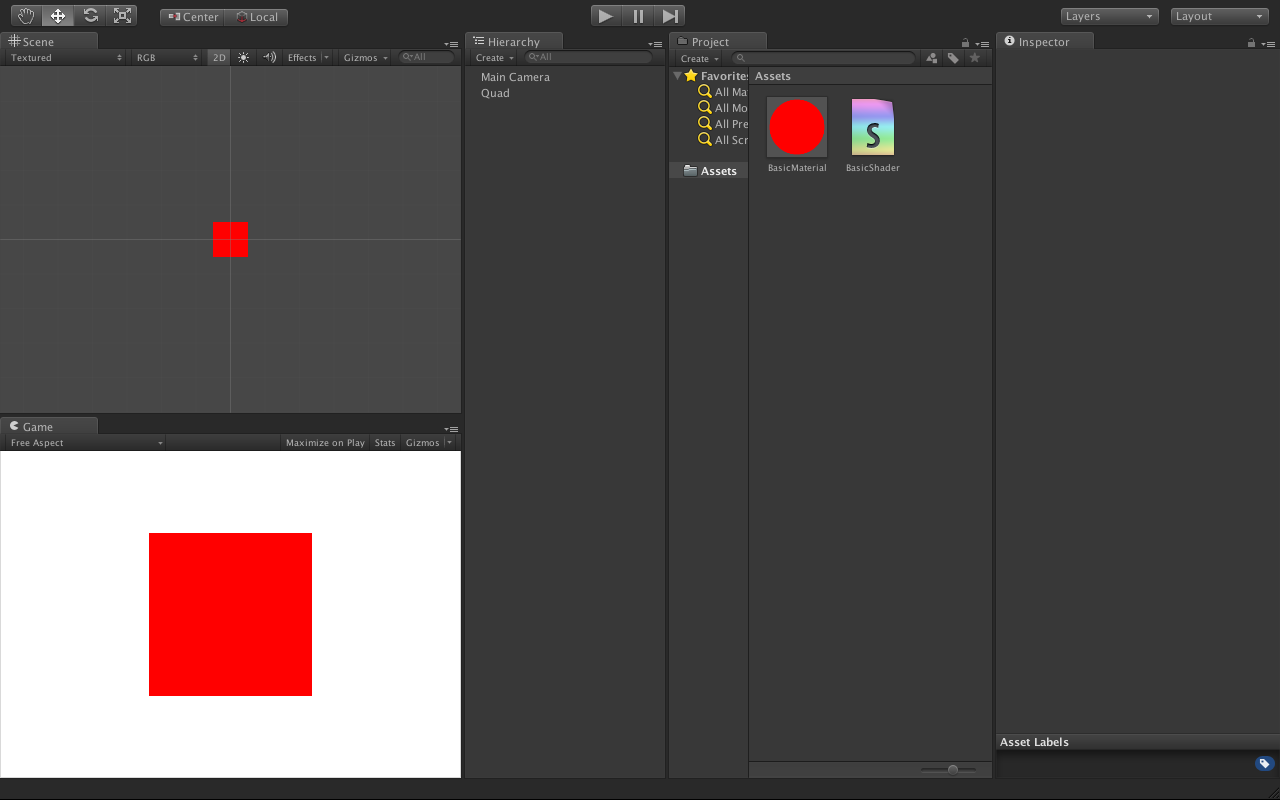 Center Local
Layers Layout
Scene
Textured RGB 2D Effects Gizmos All
Hierarchy
Create All
Main Camera
Quad
Project
Create
Favorites
All Ma
All Mo
All Pre
All Scr
Assets
Assets
BasicMaterial BasicShader
S
Inspector
Asset Labels
Game
Free Aspect Maximize on Play Stats Gizmos